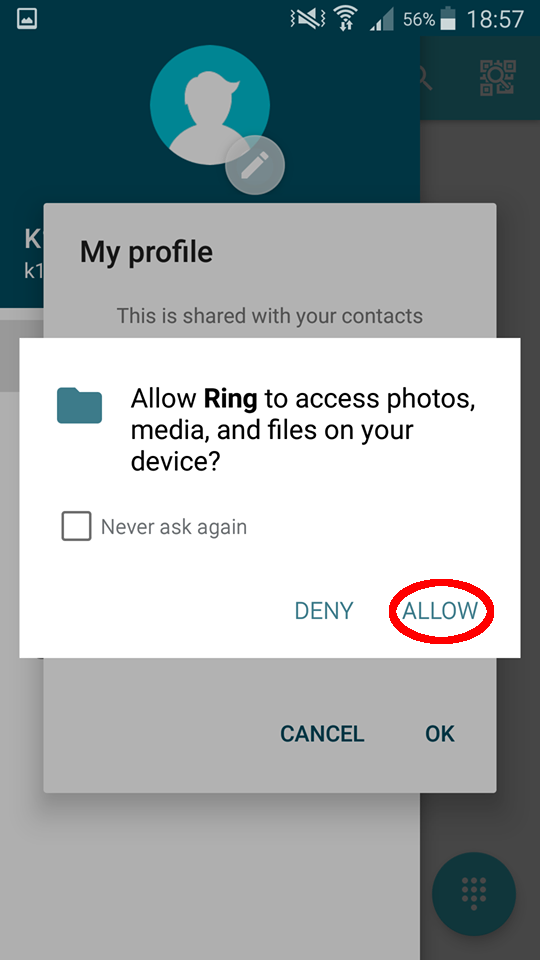 56% 18:57
K
k1
My profile
This is shared with your contacts
Allow Ring to access photos,
media, and files on your
device?
Never ask again
DENY ALLOW
CANCEL OK